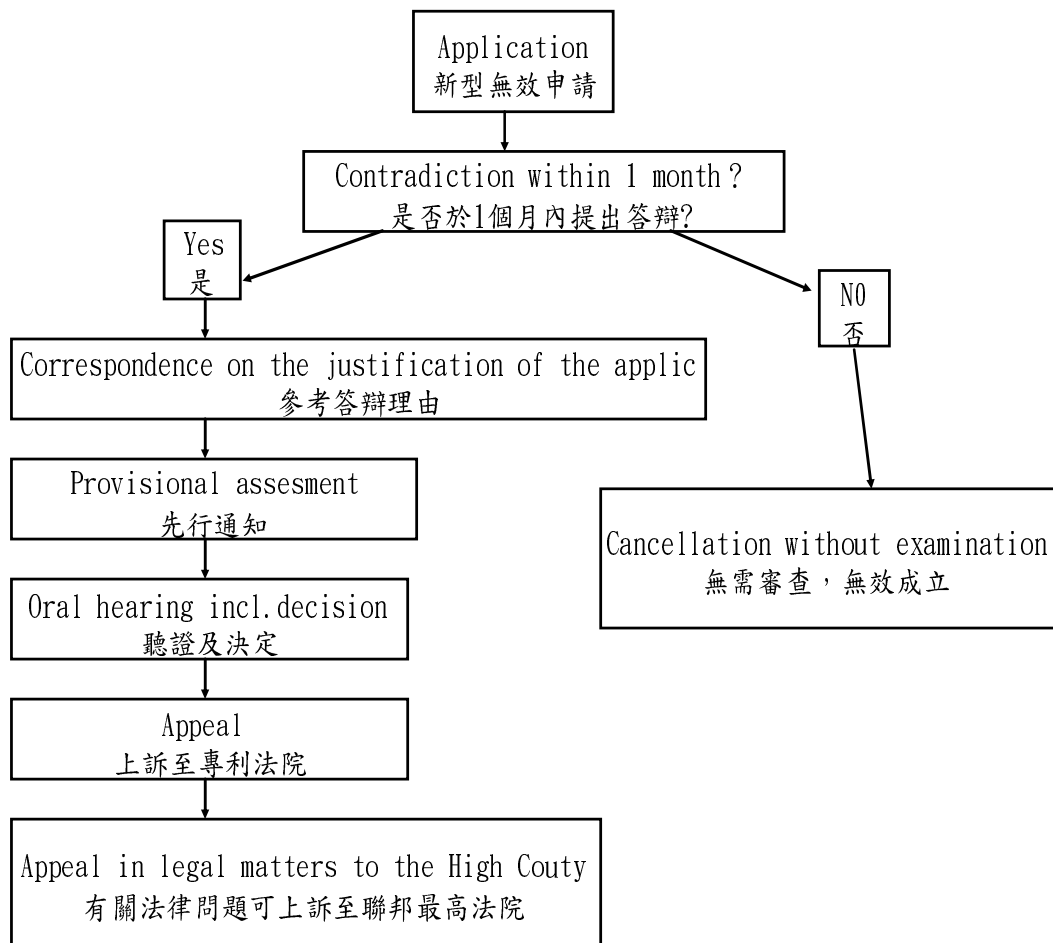 Application
新型無效申請
Contradiction within 1 month?
是否於1個月內提出答辯?
Yes
是
N0
否
Correspondence on the justification of the applic
參考答辯理由
Provisional assesment
先行通知
Cancellation without examination
無需審查，無效成立
Oral hearing incl.decision
聽證及決定
Appeal
上訴至專利法院
Appeal in legal matters to the High Couty
有關法律問題可上訴至聯邦最高法院